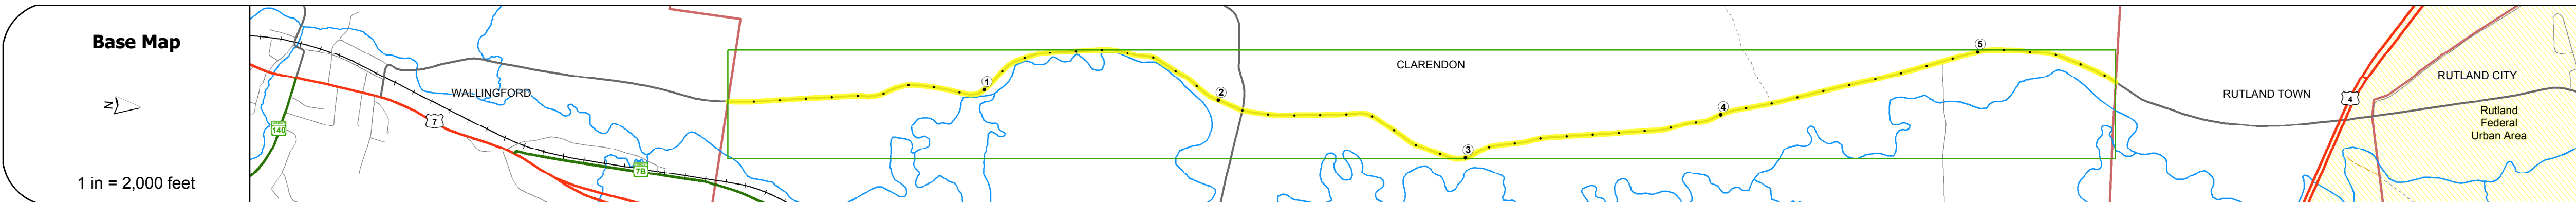 Base Map
N
1 in = 2,000 feet
140
WALLINGFORD
7
7B
1
2
CLARENDON
3
4
5
RUTLAND TOWN
4
RUTLAND CITY
Rutland
Federal
Urban Area